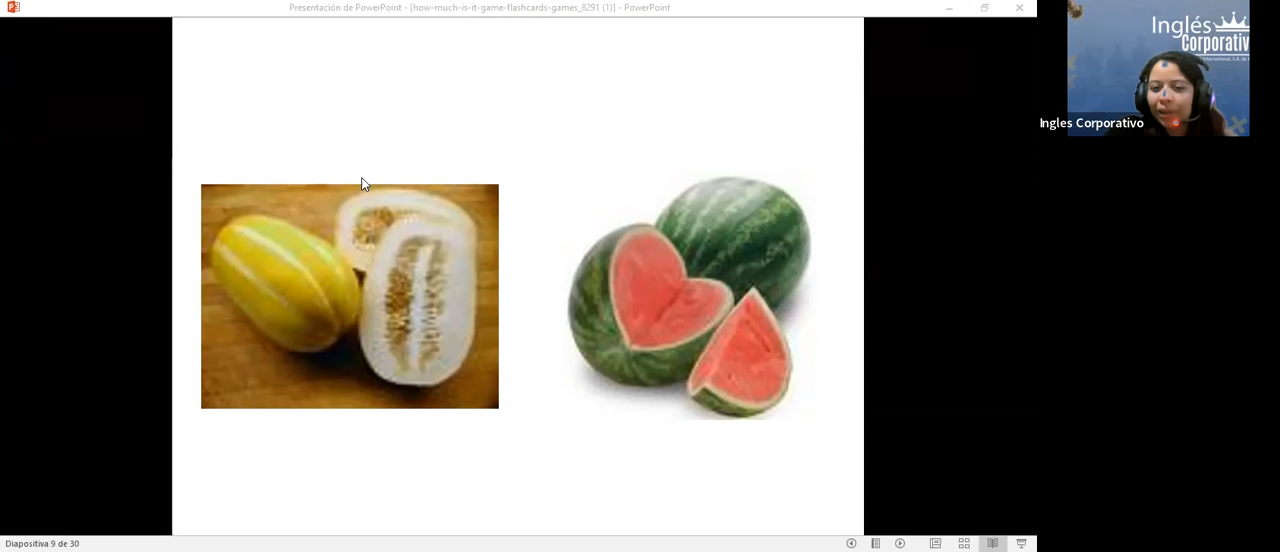 Presentación de PowerPoint - [how-much-is-it-game-flashcards-games_8291 (1)] - PowerPoint
Inglés
Corporativ
Ingles Corporativo
Diapositiva 9 de 30